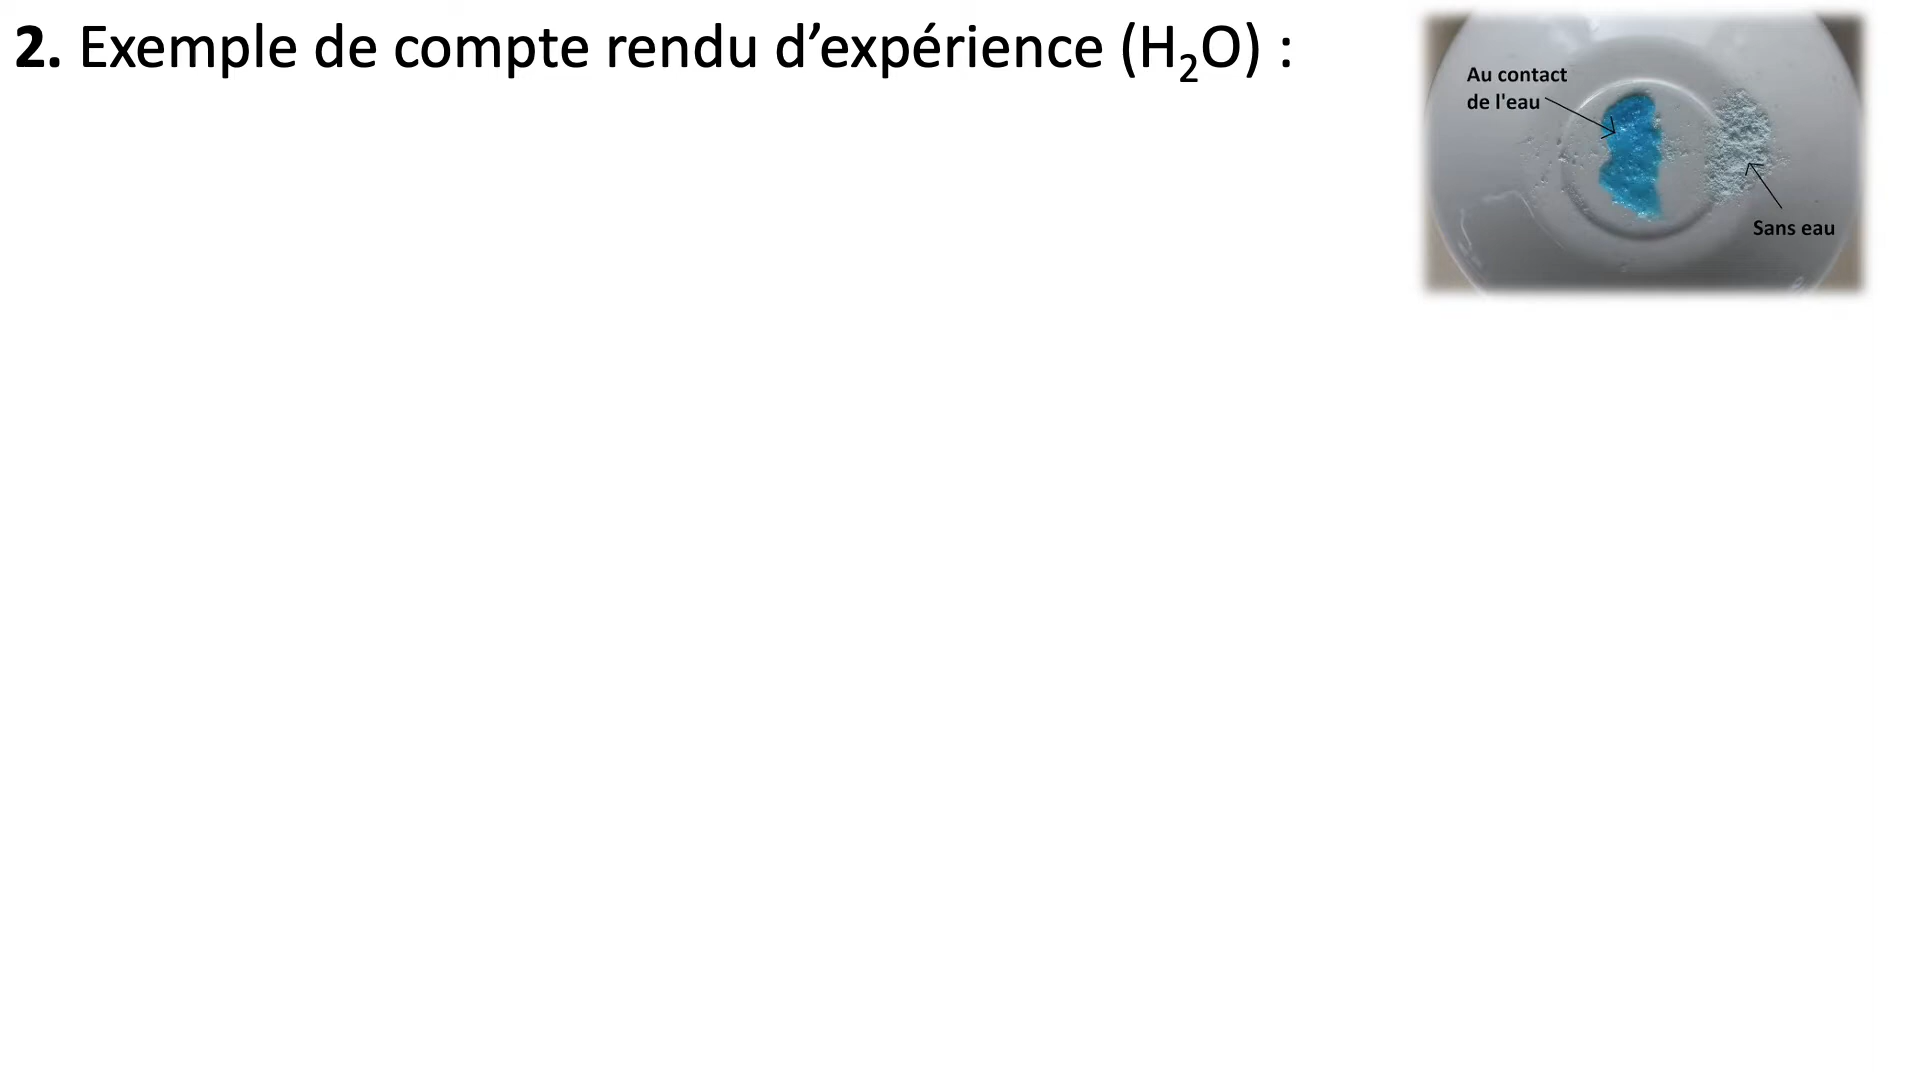 2. Exemple de compte rendu d’expérience (H₂O) :
Au contact
de l'eau
Sans eau